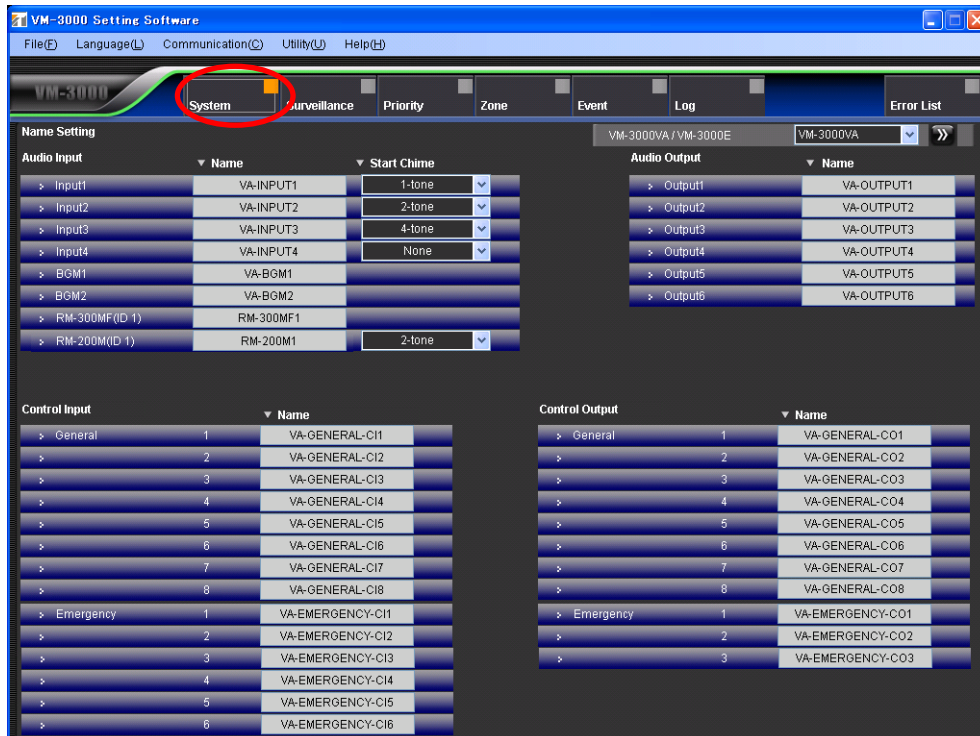 VM-3000 Setting Software
File(F) Language(L) Communication(C) Utility(U) Help(H)
VM-3000
System Surveillance Priority Zone Event Log Error List
Name Setting
VM-3000VA / VM-3000E VM-3000VA
Audio Input Name Start Chime
Input1 VA-INPUT1 1-tone
Input2 VA-INPUT2 2-tone
Input3 VA-INPUT3 4-tone
Input4 VA-INPUT4 None
BGM1 VA-BGM1
BGM2 VA-BGM2
RM-300MF(ID 1) RM-300MF1
RM-200M(ID 1) RM-200M1 2-tone
Audio Output Name
Output1 VA-OUTPUT1
Output2 VA-OUTPUT2
Output3 VA-OUTPUT3
Output4 VA-OUTPUT4
Output5 VA-OUTPUT5
Output6 VA-OUTPUT6
Control Input Name
General 1 VA-GENERAL-CI1
2 VA-GENERAL-CI2
3 VA-GENERAL-CI3
4 VA-GENERAL-CI4
5 VA-GENERAL-CI5
6 VA-GENERAL-CI6
7 VA-GENERAL-CI7
8 VA-GENERAL-CI8
Emergency 1 VA-EMERGENCY-CI1
2 VA-EMERGENCY-CI2
3 VA-EMERGENCY-CI3
4 VA-EMERGENCY-CI4
5 VA-EMERGENCY-CI5
6 VA-EMERGENCY-CI6
Control Output Name
General 1 VA-GENERAL-CO1
2 VA-GENERAL-CO2
3 VA-GENERAL-CO3
4 VA-GENERAL-CO4
5 VA-GENERAL-CO5
6 VA-GENERAL-CO6
7 VA-GENERAL-CO7
8 VA-GENERAL-CO8
Emergency 1 VA-EMERGENCY-CO1
2 VA-EMERGENCY-CO2
3 VA-EMERGENCY-CO3